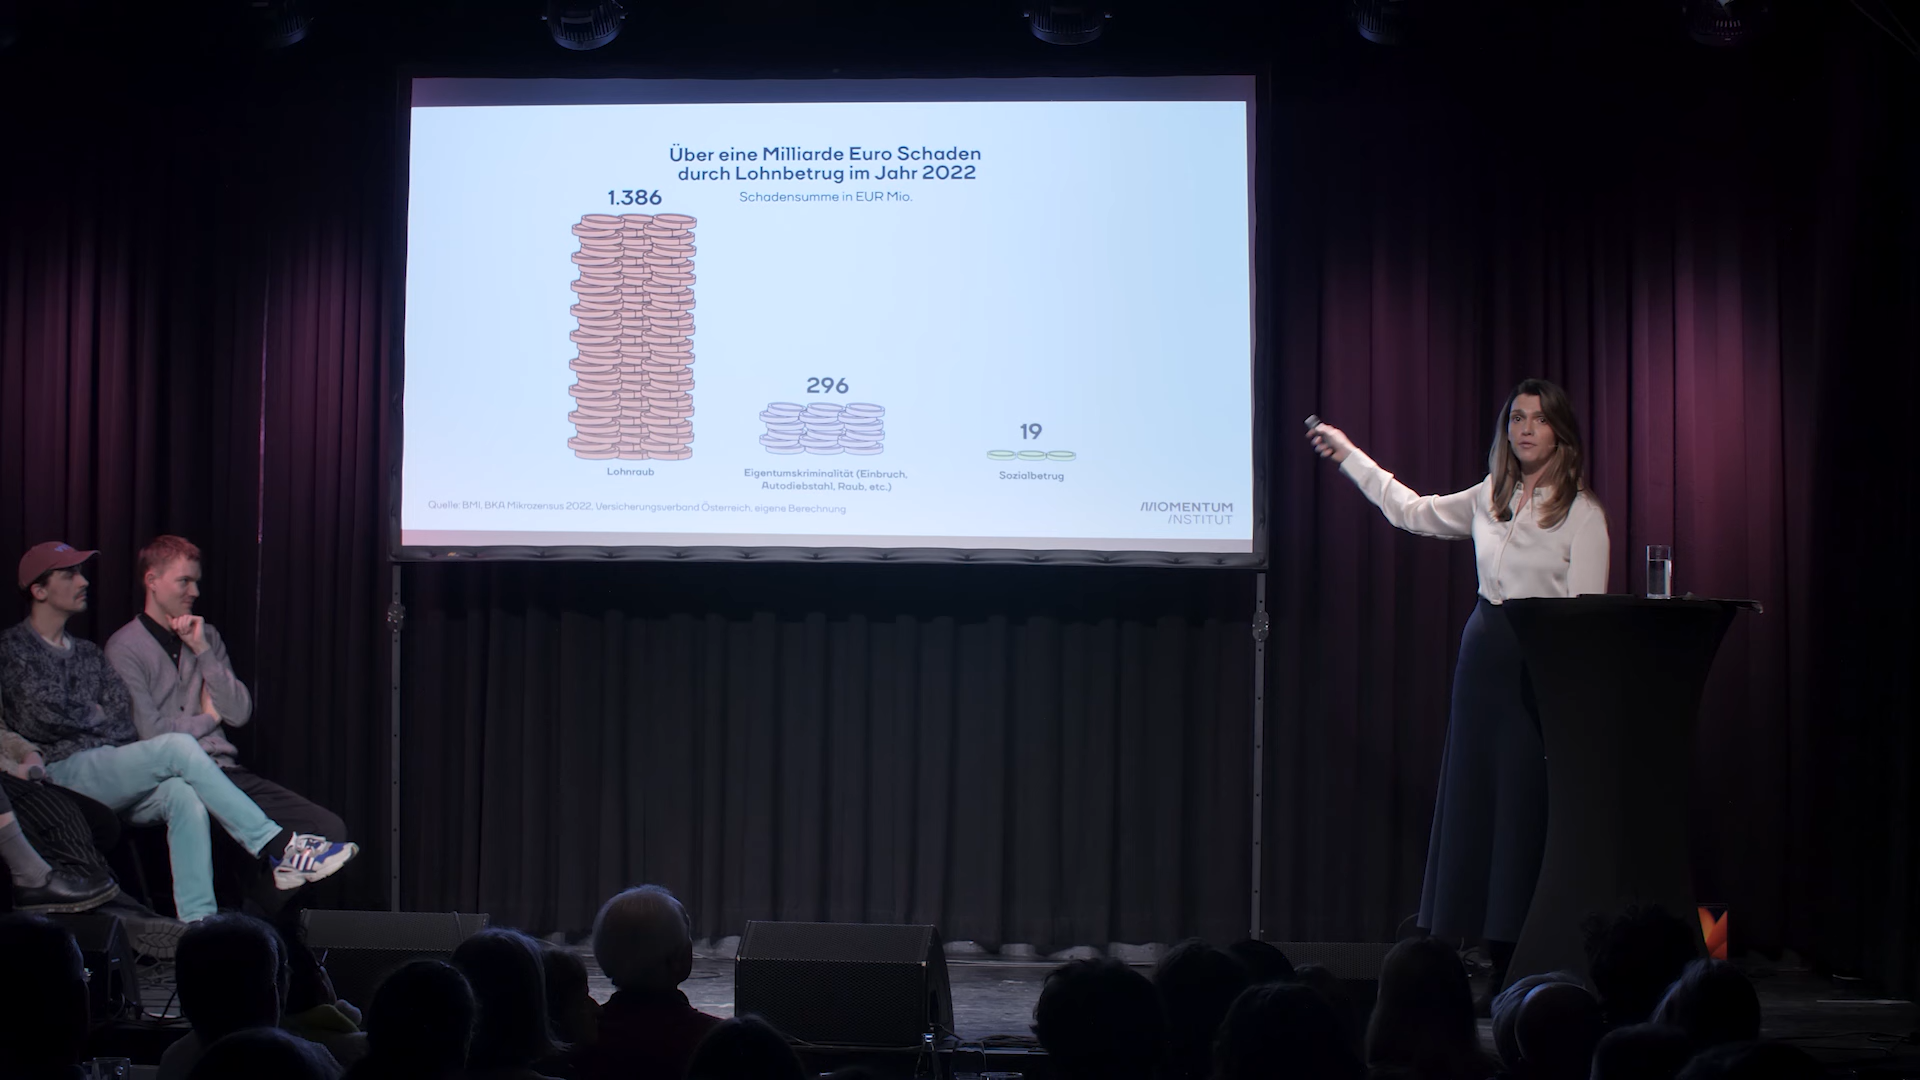 Über eine Milliarde Euro Schaden
durch Lohnbetrug im Jahr 2022
Schadensumme in EUR Mio.
1.386
296
19
Lohnraub
Eigentumskriminalität (Einbruch,
Autodiebstahl, Raub, etc.)
Sozialbetrug
Quelle: BMI, BKA Mikrozensus 2022, Versicherungsverband Österreich, eigene Berechnung
MOMENTUM
INSTITUT